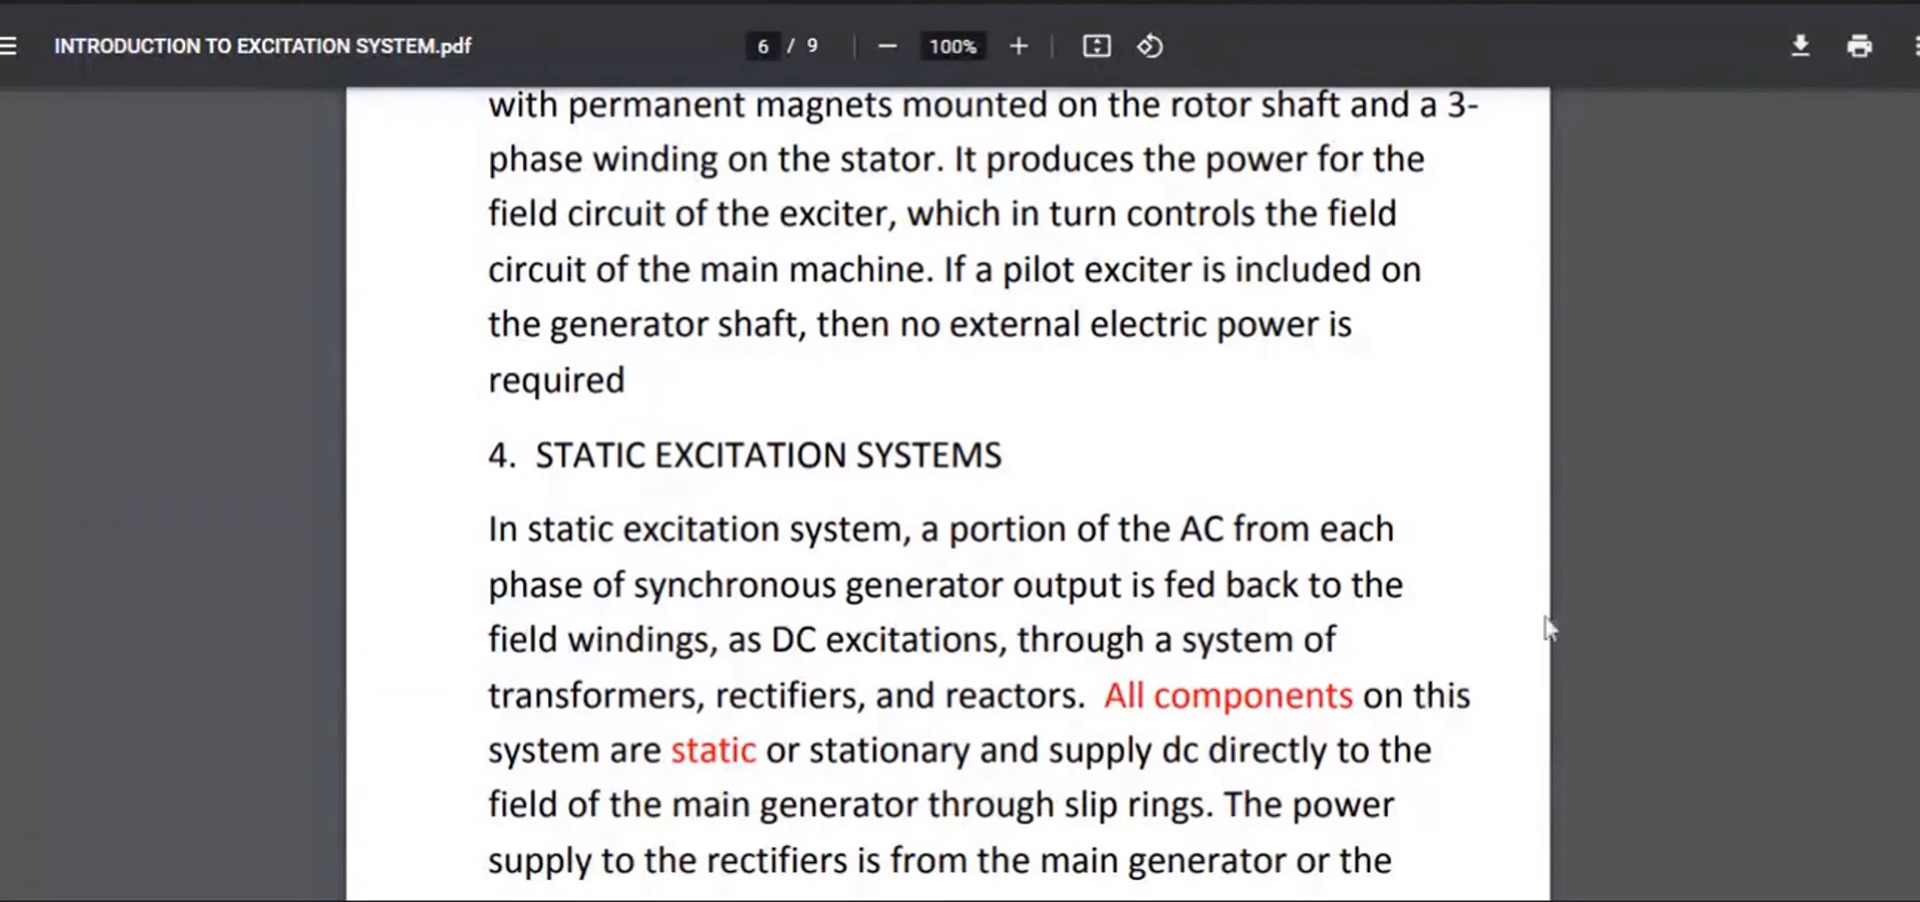 INTRODUCTION TO EXCITATION SYSTEM.pdf
6 / 9
100%
with permanent magnets mounted on the rotor shaft and a 3-
phase winding on the stator. It produces the power for the
field circuit of the exciter, which in turn controls the field
circuit of the main machine. If a pilot exciter is included on
the generator shaft, then no external electric power is
required
4. STATIC EXCITATION SYSTEMS
In static excitation system, a portion of the AC from each
phase of synchronous generator output is fed back to the
field windings, as DC excitations, through a system of
transformers, rectifiers, and reactors. All components on this
system are static or stationary and supply dc directly to the
field of the main generator through slip rings. The power
supply to the rectifiers is from the main generator or the